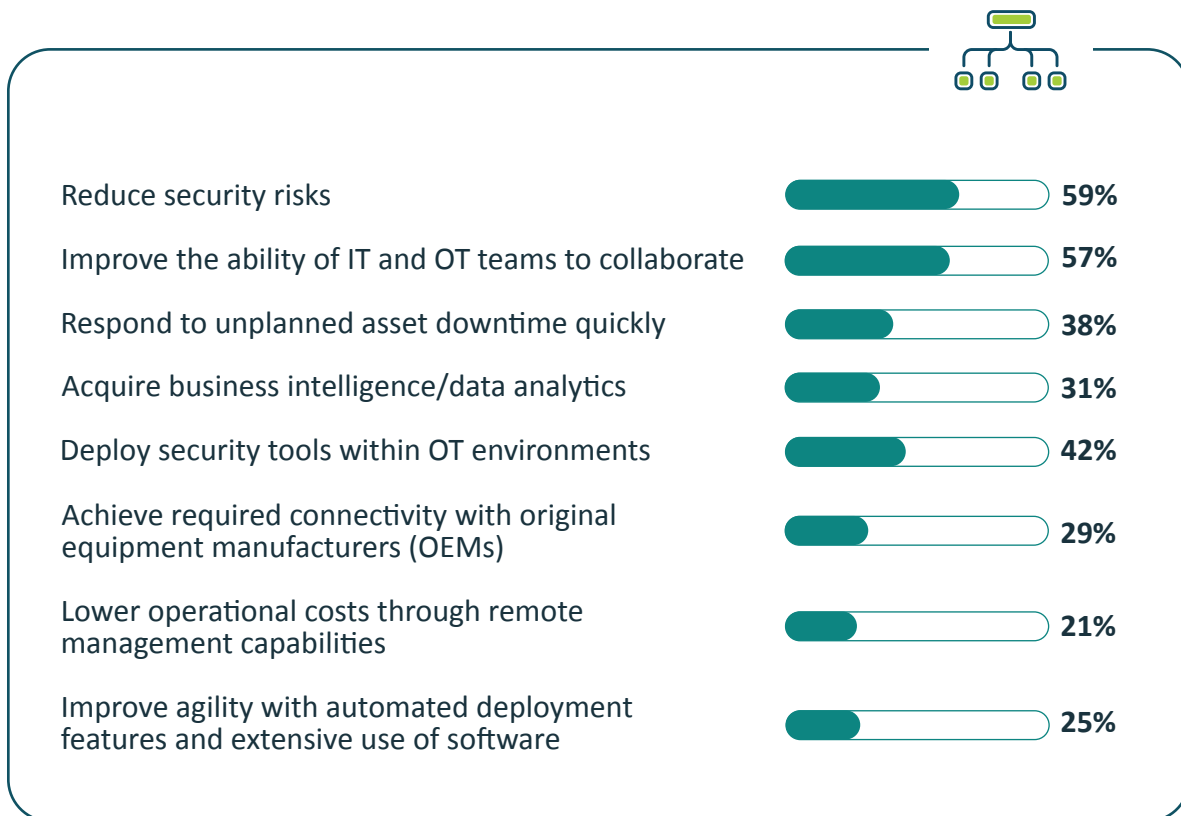 Reduce security risks 59%
Improve the ability of IT and OT teams to collaborate 57%
Respond to unplanned asset downtime quickly 38%
Acquire business intelligence/data analytics 31%
Deploy security tools within OT environments 42%
Achieve required connectivity with original
equipment manufacturers (OEMs) 29%
Lower operational costs through remote
management capabilities 21%
Improve agility with automated deployment
features and extensive use of software 25%